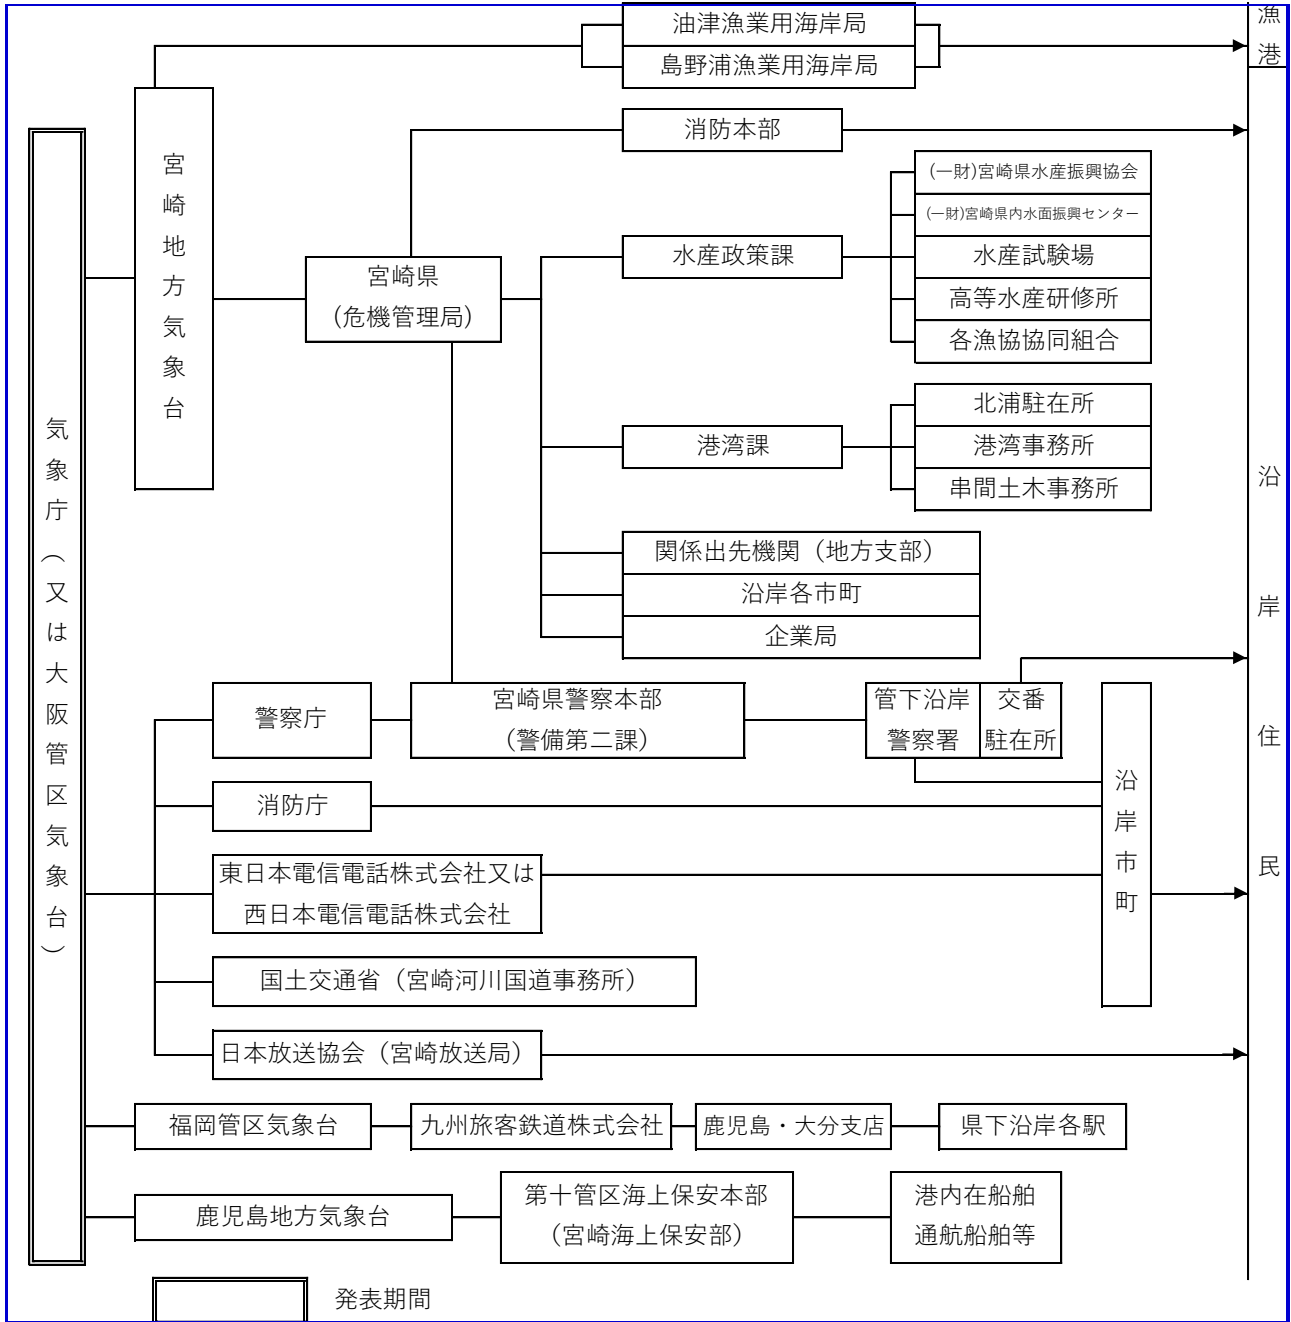 油津漁業用海岸局
島野浦漁業用海岸局
漁港
消防本部
宮崎地方気象台
(一財)宮崎県水産振興協会
(一財)宮崎県内水面振興センター
水産政策課
水産試験場
宮崎県
(危機管理局)
高等水産研修所
各漁協協同組合
北浦駐在所
港湾課
港湾事務所
串間土木事務所
気象庁（又は大阪管区気象台）
沿岸住民
関係出先機関（地方支部）
沿岸各市町
企業局
警察庁
宮崎県警察本部
（警備第二課）
管下沿岸
警察署
交番
駐在所
消防庁
沿岸市町
東日本電信電話株式会社又は
西日本電信電話株式会社
国土交通省（宮崎河川国道事務所）
日本放送協会（宮崎放送局）
福岡管区気象台
九州旅客鉄道株式会社
鹿児島・大分支店
県下沿岸各駅
鹿児島地方気象台
第十管区海上保安本部
（宮崎海上保安部）
港内在船舶
通航船舶等
発表期間